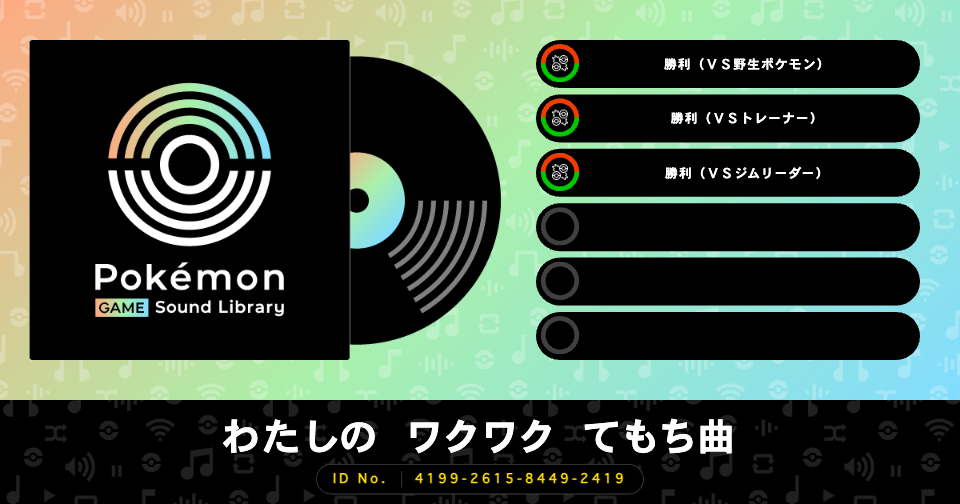 Pokémon
GAME Sound Library
勝利（ＶＳ野生ポケモン）
勝利（ＶＳトレーナー）
勝利（ＶＳジムリーダー）
わたしの ワクワク てもち曲
ID No. 4199-2615-8449-2419